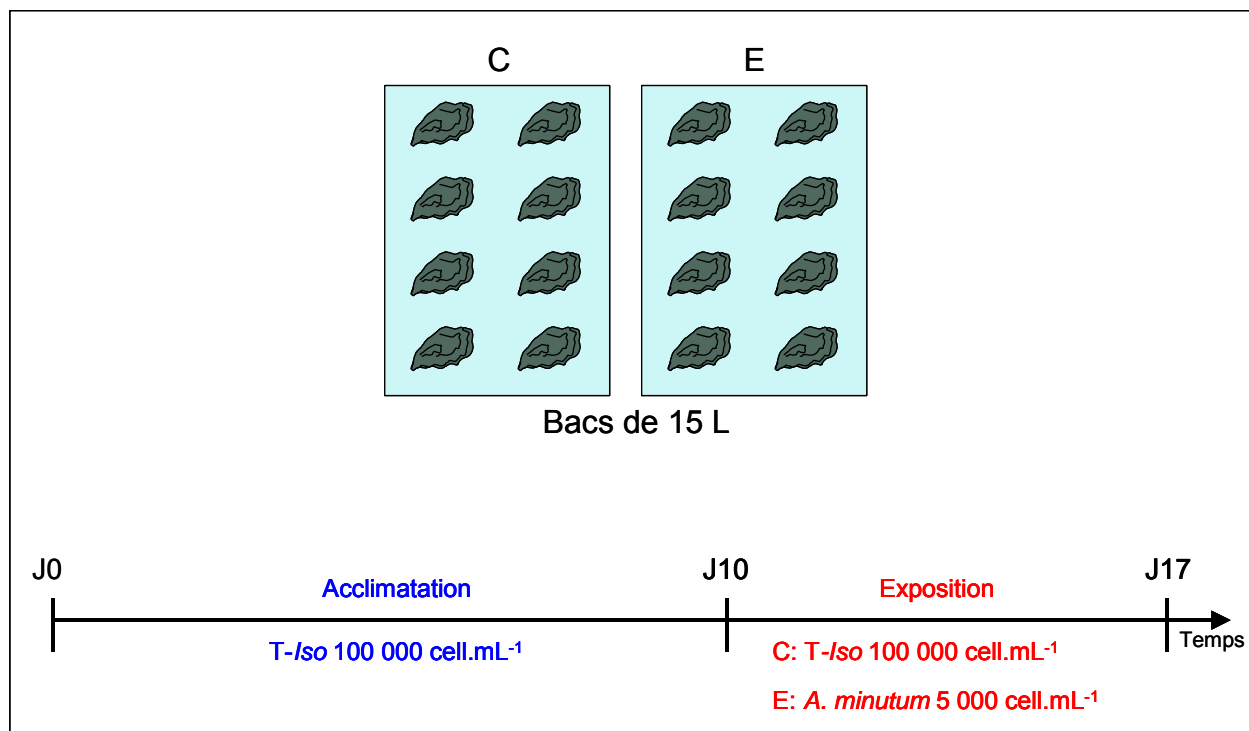 C E
Bacs de 15 L
J0 J10 J17
Acclimatation Exposition
Temps
T-Iso 100 000 cell.mL⁻¹ C: T-Iso 100 000 cell.mL⁻¹
E: A. minutum 5 000 cell.mL⁻¹